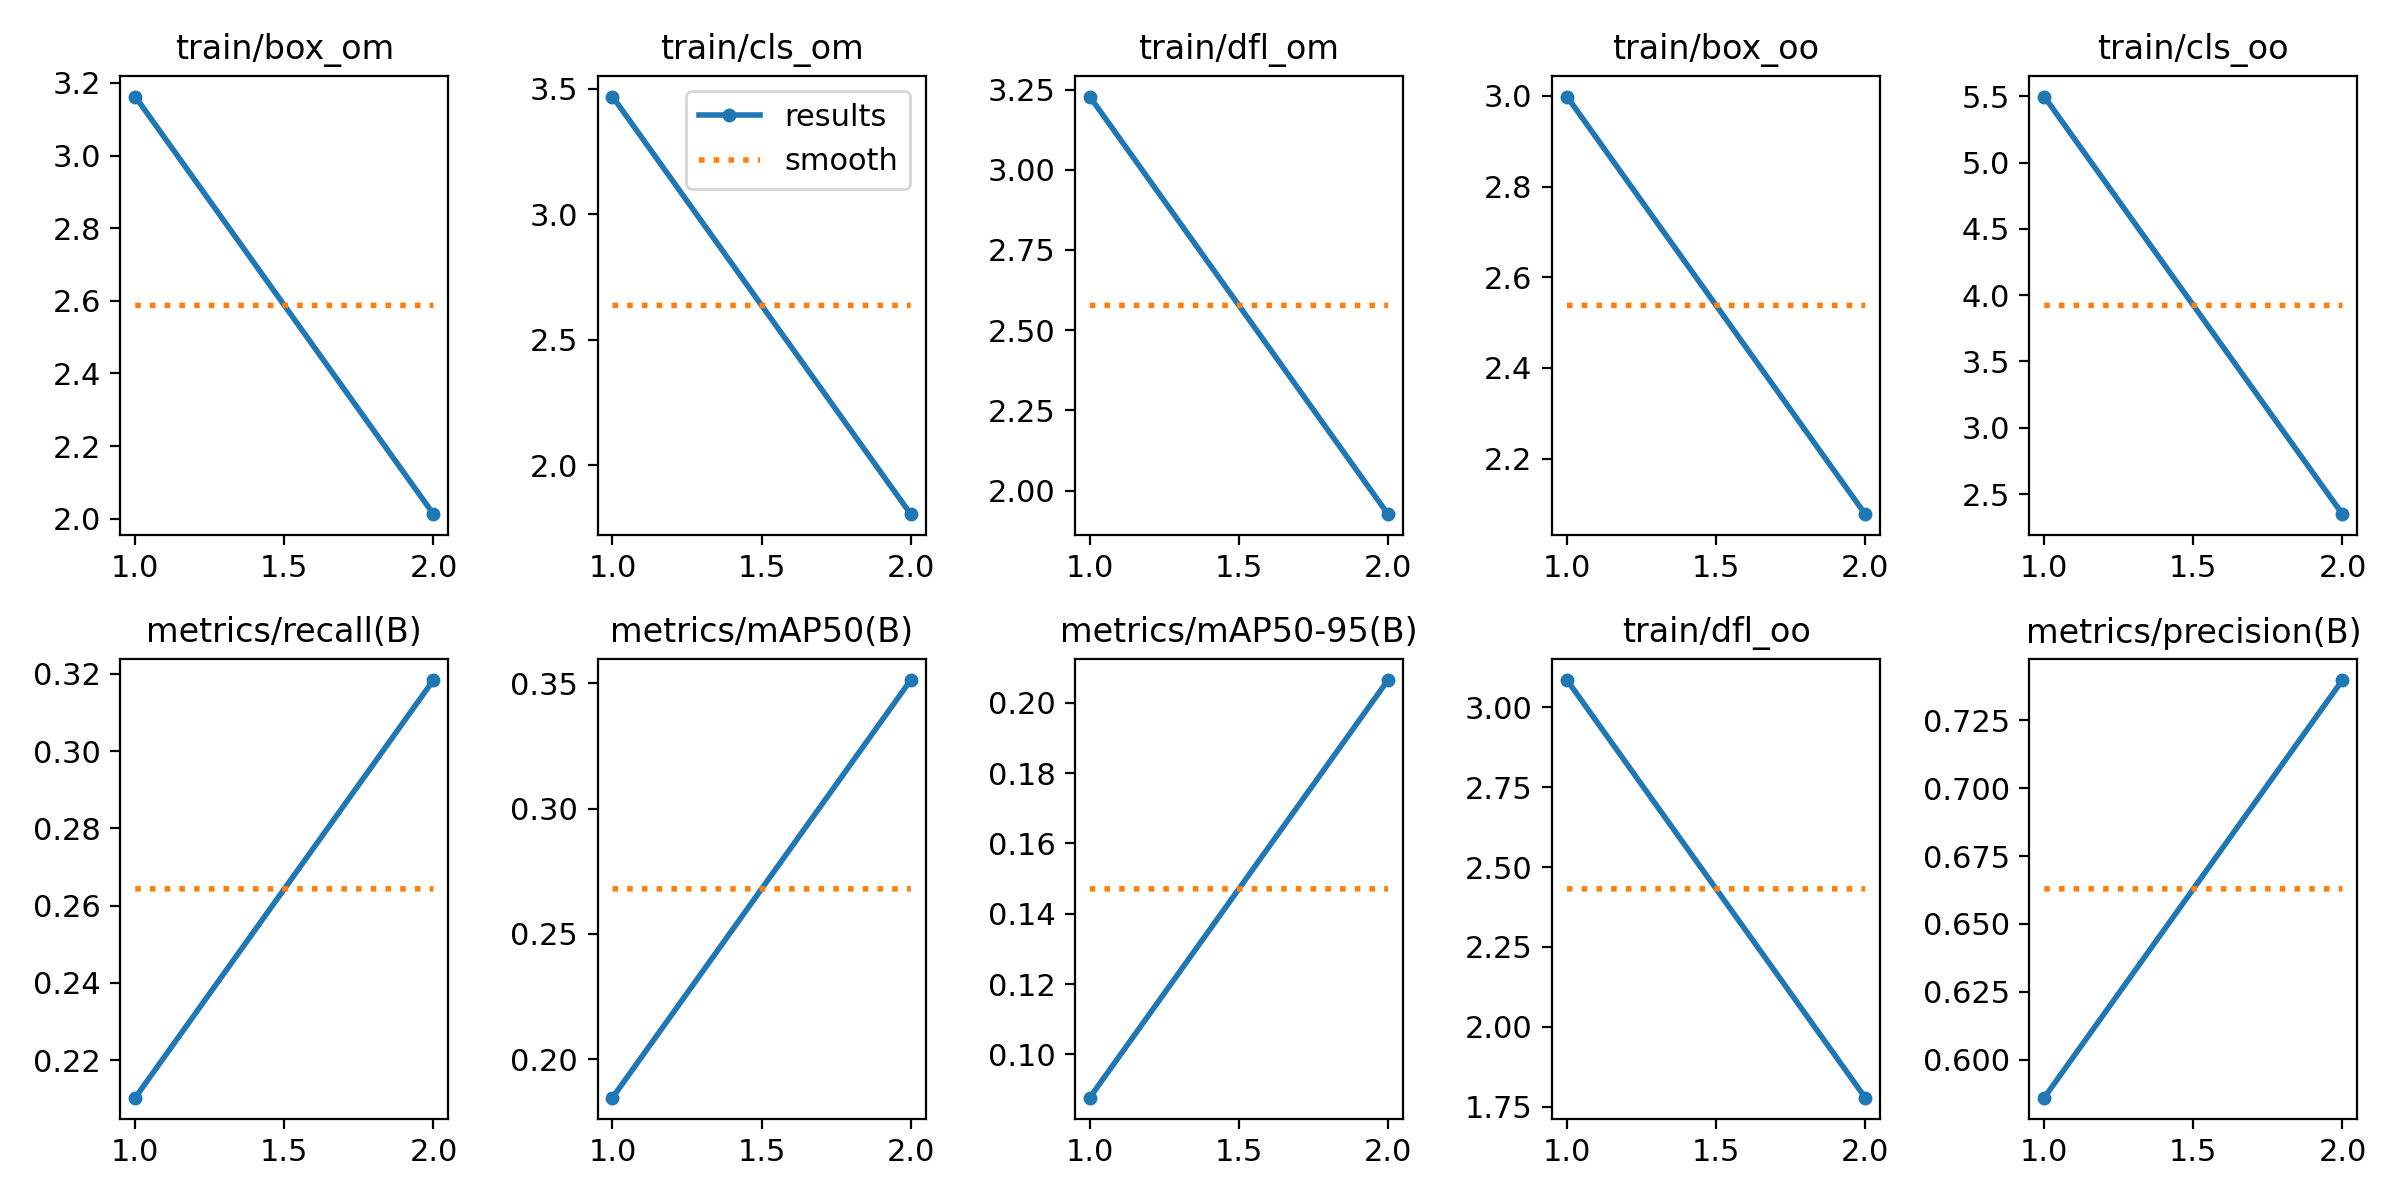 train/box_om
train/cls_om
train/dfl_om
train/box_oo
train/cls_oo
3.2
3.0
2.8
2.6
2.4
2.2
2.0
1.0 1.5 2.0
3.5
3.0
2.5
2.0
results
smooth
1.0 1.5 2.0
3.25
3.00
2.75
2.50
2.25
2.00
1.0 1.5 2.0
3.0
2.8
2.6
2.4
2.2
1.0 1.5 2.0
5.5
5.0
4.5
4.0
3.5
3.0
2.5
1.0 1.5 2.0
metrics/recall(B)
metrics/mAP50(B)
metrics/mAP50-95(B)
train/dfl_oo
metrics/precision(B)
0.32
0.30
0.28
0.26
0.24
0.22
1.0 1.5 2.0
0.35
0.30
0.25
0.20
1.0 1.5 2.0
0.20
0.18
0.16
0.14
0.12
0.10
1.0 1.5 2.0
3.00
2.75
2.50
2.25
2.00
1.75
1.0 1.5 2.0
0.725
0.700
0.675
0.650
0.625
0.600
1.0 1.5 2.0